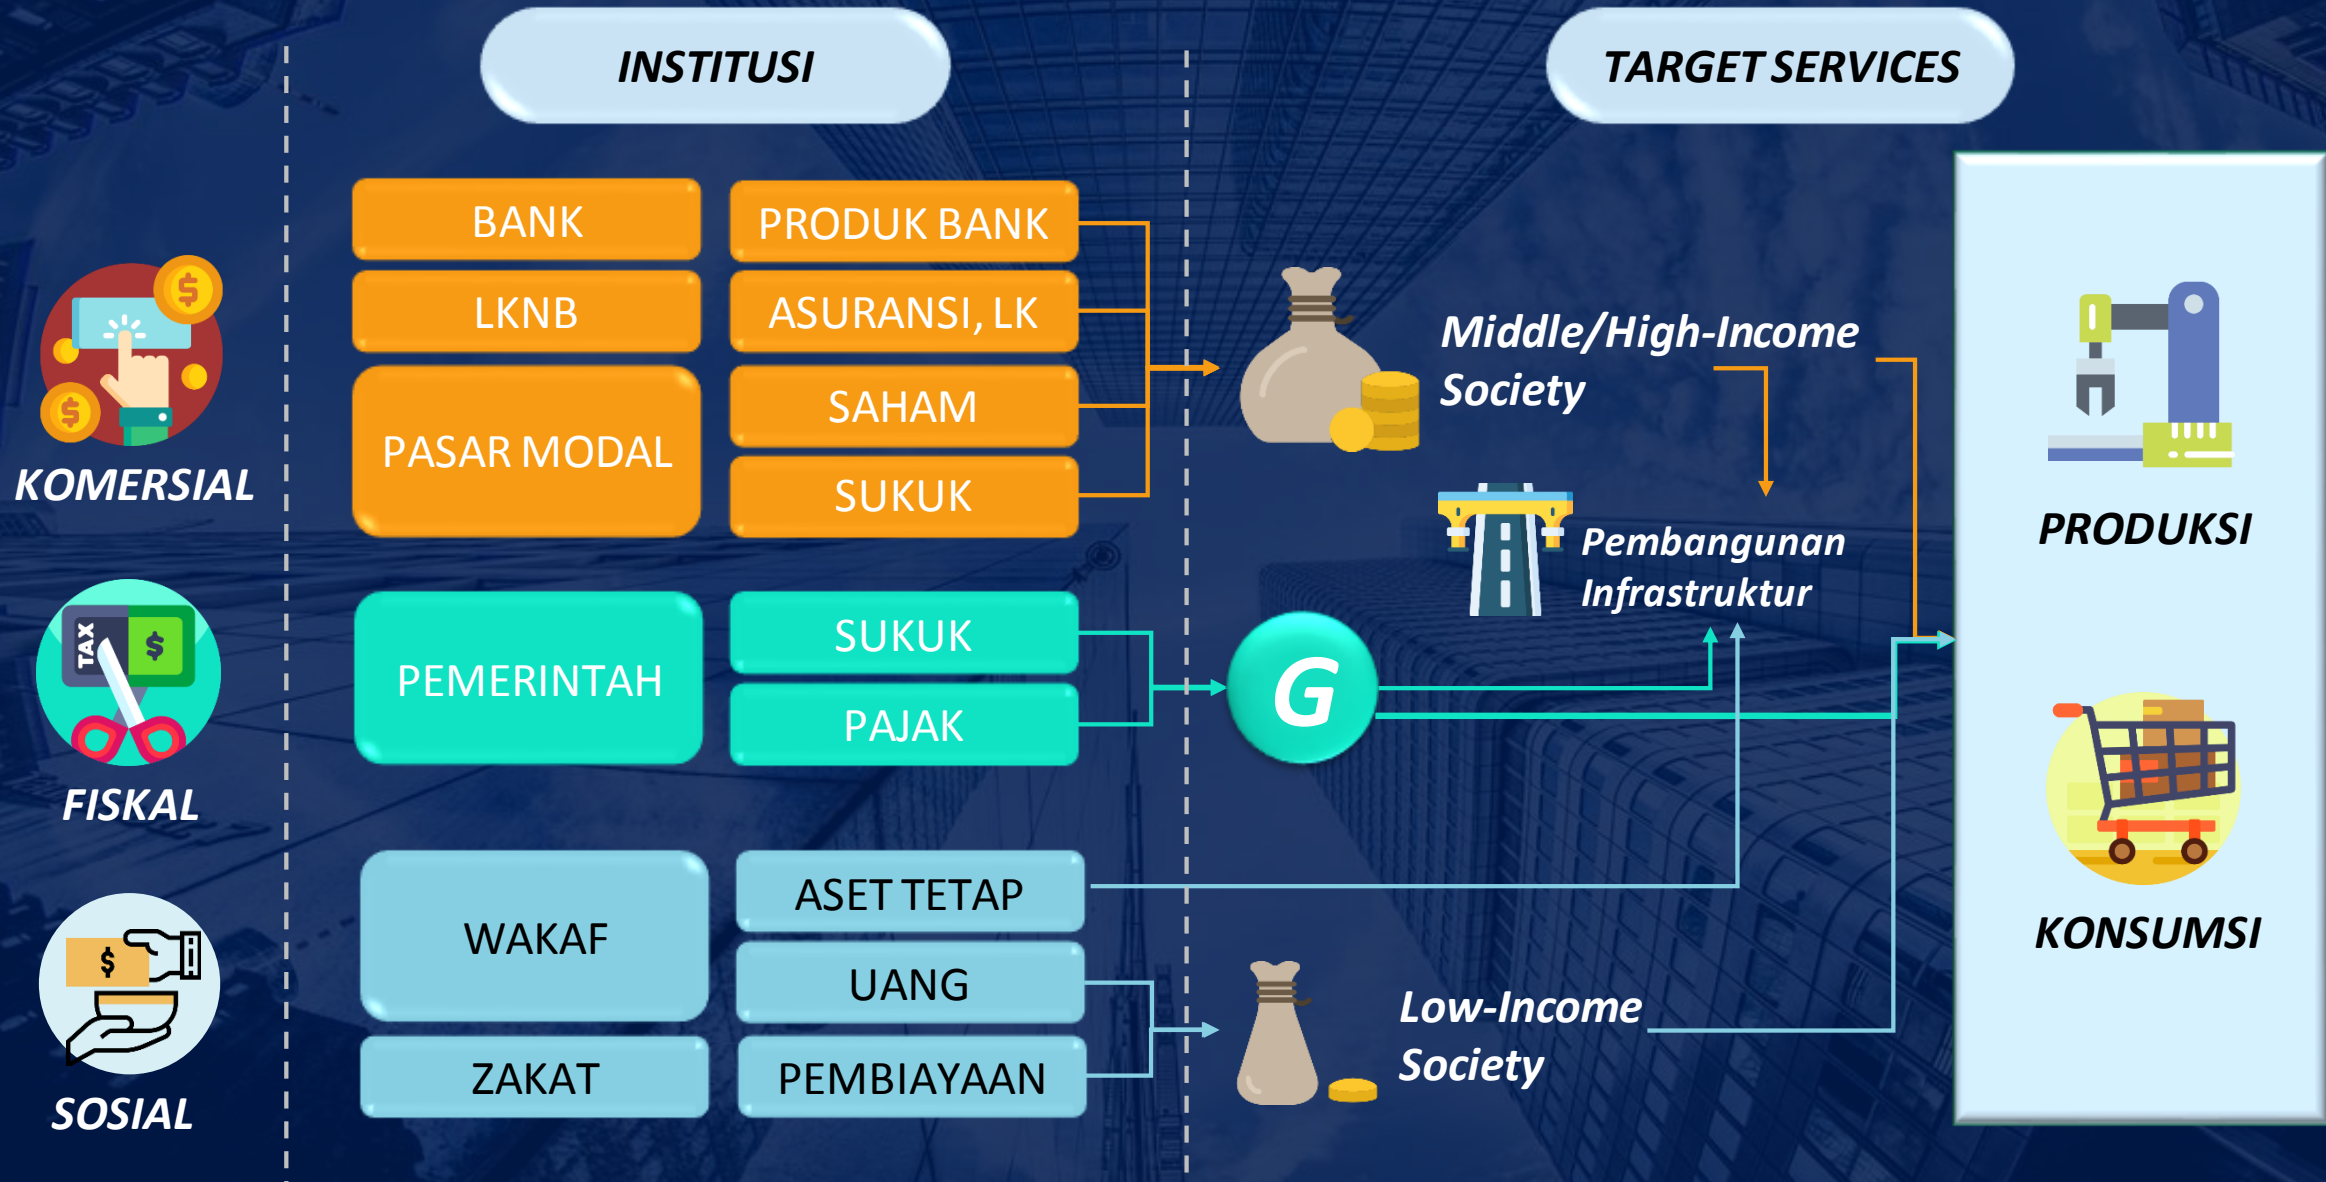 INSTITUSI
TARGET SERVICES
KOMERSIAL
BANK
PRODUK BANK
LKNB
ASURANSI, LK
PASAR MODAL
SAHAM
SUKUK
Middle/High-Income
Society
Pembangunan
Infrastruktur
TAX
$
FISKAL
PEMERINTAH
SUKUK
PAJAK
G
SOSIAL
WAKAF
ASET TETAP
UANG
ZAKAT
PEMBIAYAAN
Low-Income
Society
PRODUKSI
KONSUMSI